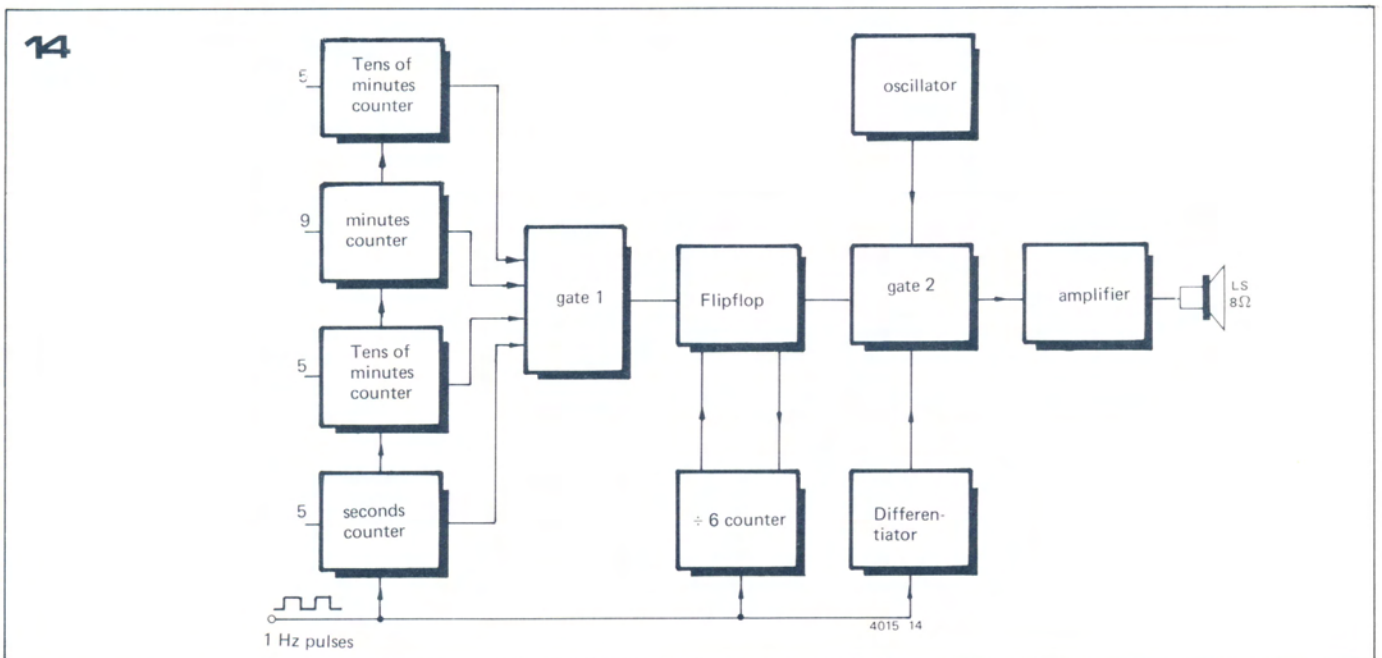 14
5
Tens of
minutes
counter
oscillator
9
minutes
counter
gate 1
Flipflop
gate 2
amplifier
LS
8Ω
5
Tens of
minutes
counter
5
seconds
counter
÷ 6 counter
Differen-
tiator
1 Hz pulses
4015 14